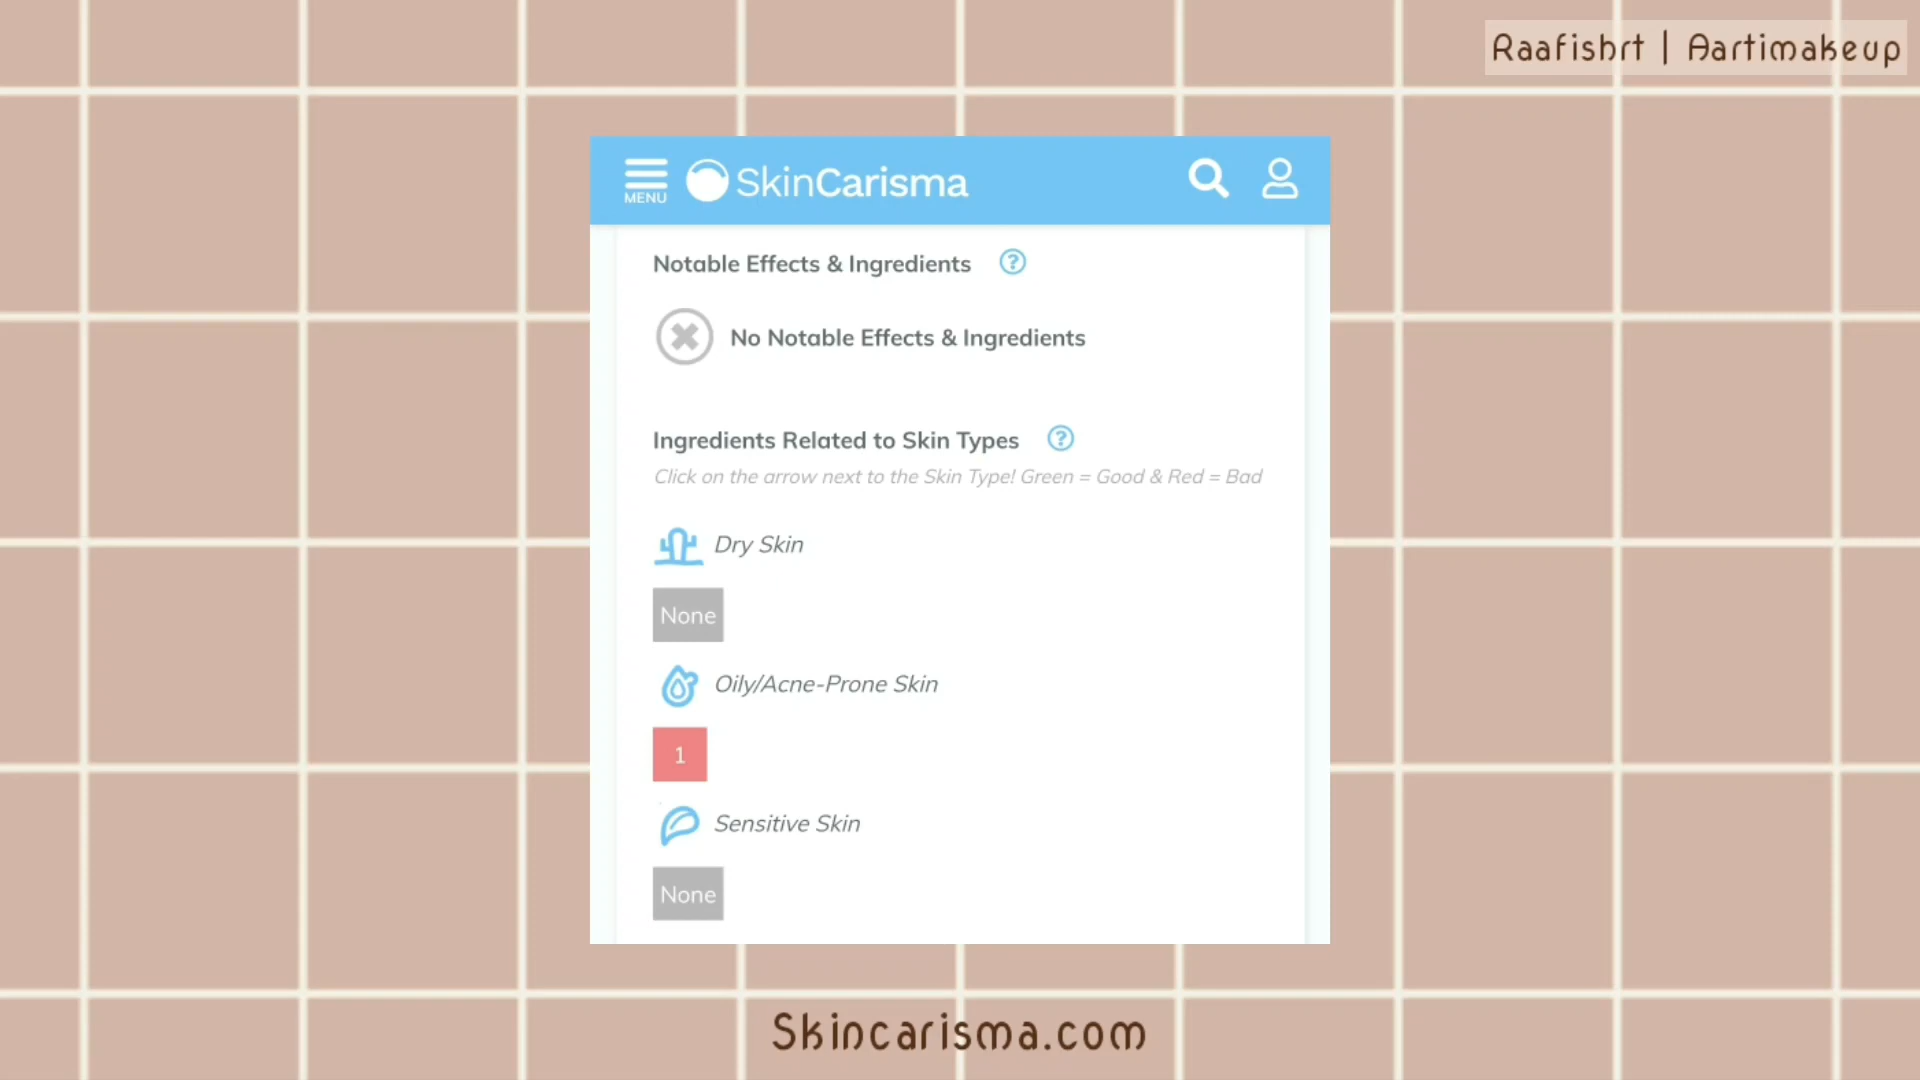 Raafishrt | Aartimakeup
MENU
SkinCarisma
Notable Effects & Ingredients ?
No Notable Effects & Ingredients
Ingredients Related to Skin Types ?
Click on the arrow next to the Skin Type! Green = Good & Red = Bad
Dry Skin
None
Oily/Acne-Prone Skin
1
Sensitive Skin
None
Skincarisma.com